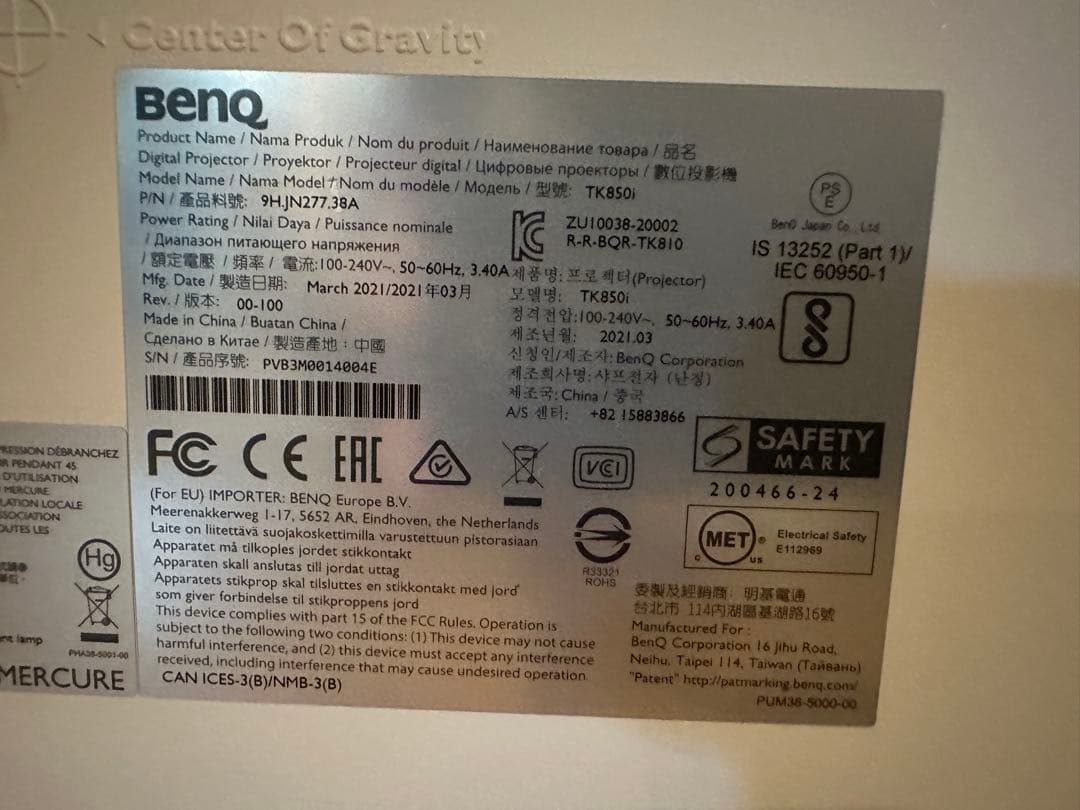 Center Of Gravity
BenQ
Product Name / Nama Produk / Nom du produit / Наименование товара / 品名
Digital Projector / Proyektor / Projecteur digital / Цифровые проекторы / 數位投影機
Model Name / Nama Model / Nom du modèle / Модель / 型號: TK850i
P/N / 產品料號: 9H.JN277.38A
Power Rating / Nilai Daya / Puissance nominale
/ Диапазон питающего напряжения
/ 額定電壓 / 頻率 / 電流:100-240V~, 50~60Hz, 3.40A
Mfg. Date / 製造日期: March 2021/2021年03月
Rev. / 版本: 00-100
Made in China / Buatan China /
Сделано в Китае / 製造產地:中國
S/N / 產品序號: PVB3M0014004E
ZU10038-20002
R-R-BQR-TK810
제품명: 프로젝터(Projector)
모델명: TK850i
정격전압:100-240V~, 50~60Hz, 3.40A
제조년월: 2021.03
신청인/제조자: BenQ Corporation
제조회사명: 샤프전자 (난징)
제조국: China / 중국
A/S 센터: +82 15883866
PS
E
BenQ Japan Co., Ltd
IS 13252 (Part 1)/
IEC 60950-1
FC CE EAC
VCI
SAFETY
MARK
200466-24
MET
C US
Electrical Safety
E112969
R33321
ROHS
(For EU) IMPORTER: BENQ Europe B.V.
Meerenakkerweg 1-17, 5652 AR, Eindhoven, the Netherlands
Laite on liitettävä suojakoskettimilla varustettuun pistorasiaan
Apparatet må tilkoples jordet stikkontakt
Apparaten skall anslutas till jordat uttag
Apparatets stikprop skal tilsluttes en stikkontakt med jord
som giver forbindelse til stikproppens jord
This device complies with part 15 of the FCC Rules. Operation is
subject to the following two conditions: (1) This device may not cause
harmful interference, and (2) this device must accept any interference
received, including interference that may cause undesired operation.
CAN ICES-3(B)/NMB-3(B)
委製及經銷商: 明基電通
台北市 114內湖區基湖路16號
Manufactured For :
BenQ Corporation 16 Jihu Road,
Neihu, Taipei 114, Taiwan (Тайвань)
"Patent" http://patmarking.benq.com/
PUM38-5000-00
RESSION DÉBRANCHEZ
R PENDANT 45
D'UTILISATION
MERCURE
LATION LOCALE
SSOCIATION
OUTES LES
Hg
lamp
PHA38-5001-00
MERCURE